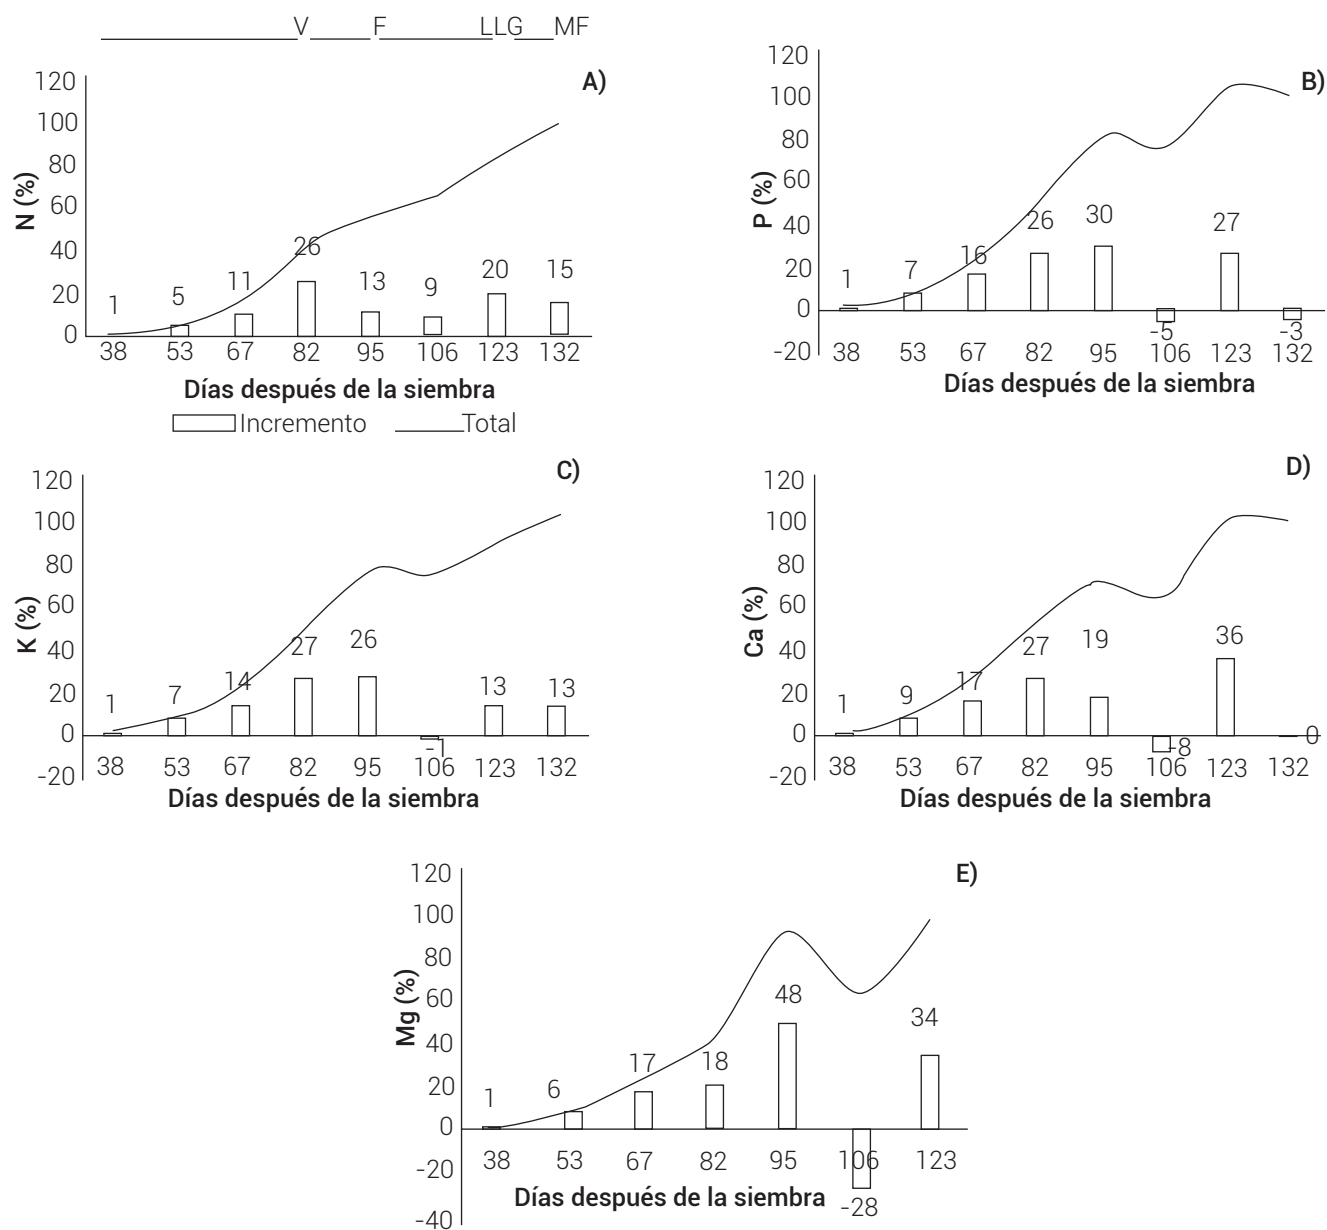 V F LLG MF
A)
120
100
80
60
40
20
0
N (%)
1 5 11 26 13 9 20 15
38 53 67 82 95 106 123 132
Días después de la siembra
Incremento Total
B)
120
100
80
60
40
20
0
-20
P (%)
1 7 16 26 30 -5 27 -3
38 53 67 82 95 106 123 132
Días después de la siembra
C)
120
100
80
60
40
20
0
-20
K (%)
1 7 14 27 26 -1 13 13
38 53 67 82 95 106 123 132
Días después de la siembra
D)
120
100
80
60
40
20
0
-20
Ca (%)
1 9 17 27 19 -8 36 0
38 53 67 82 95 106 123 132
Días después de la siembra
E)
120
100
80
60
40
20
0
-20
-40
Mg (%)
1 6 17 18 48 -28 34
38 53 67 82 95 106 123
Días después de la siembra